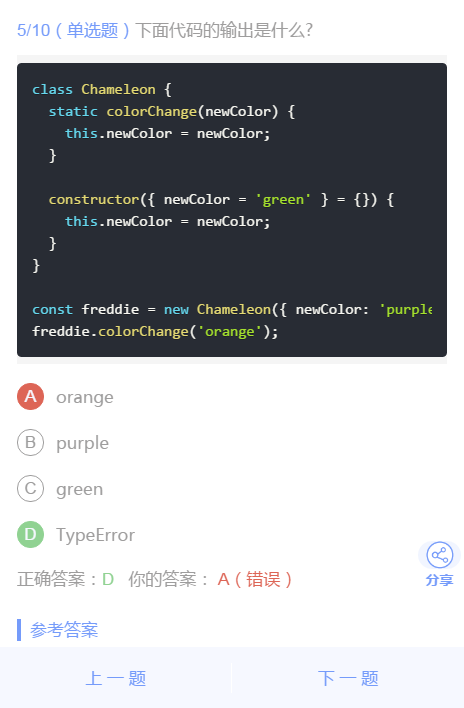 5/10（单选题）下面代码的输出是什么?
class Chameleon {
  static colorChange(newColor) {
    this.newColor = newColor;
  }

  constructor({ newColor = 'green' } = {}) {
    this.newColor = newColor;
  }
}

const freddie = new Chameleon({ newColor: 'purple
freddie.colorChange('orange');
A orange
B purple
C green
D TypeError
分享
正确答案：D 你的答案： A（错误）
参考答案
上一题 下一题